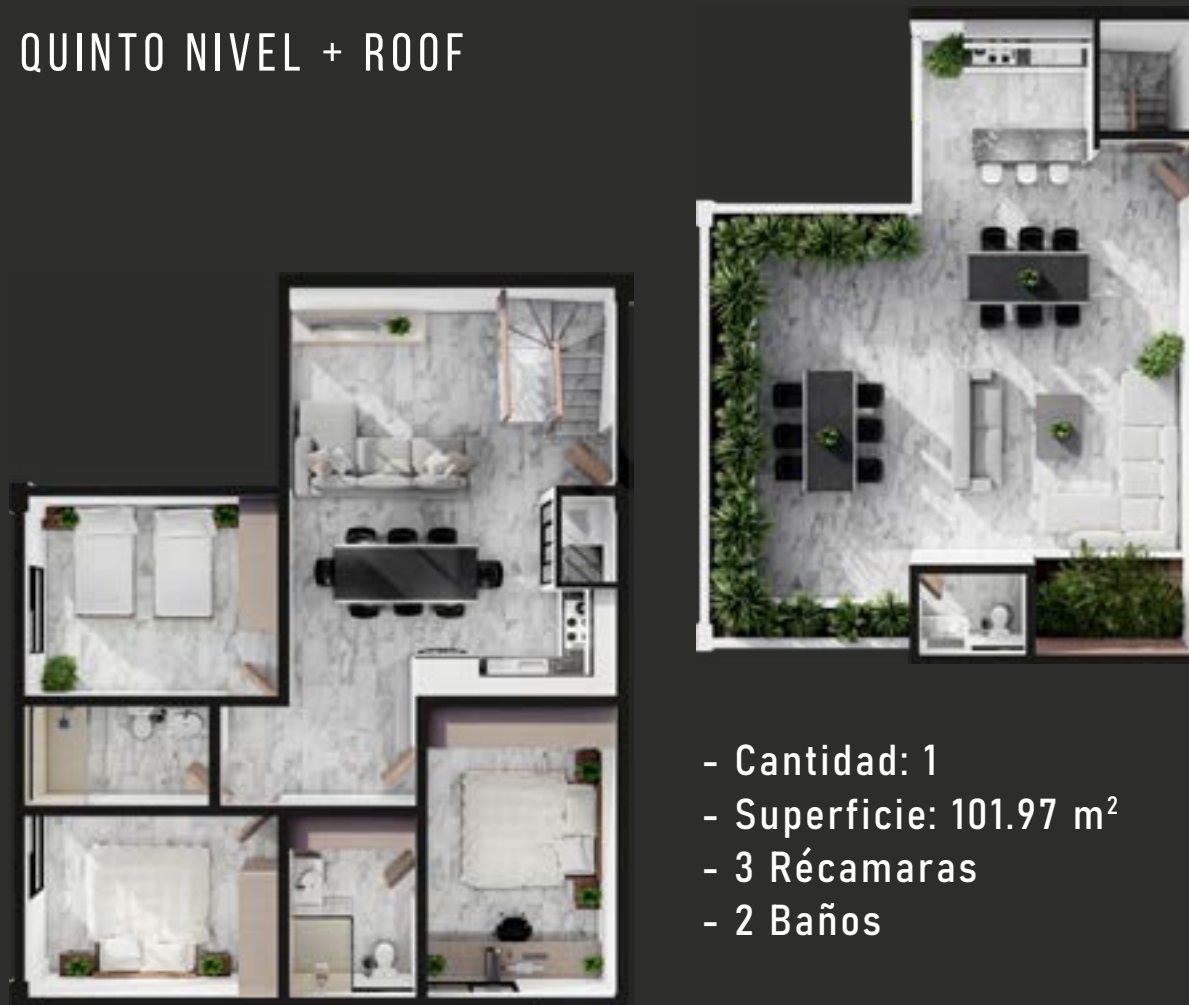 QUINTO NIVEL + ROOF
- Cantidad: 1
- Superficie: 101.97 m²
- 3 Récamaras
- 2 Baños